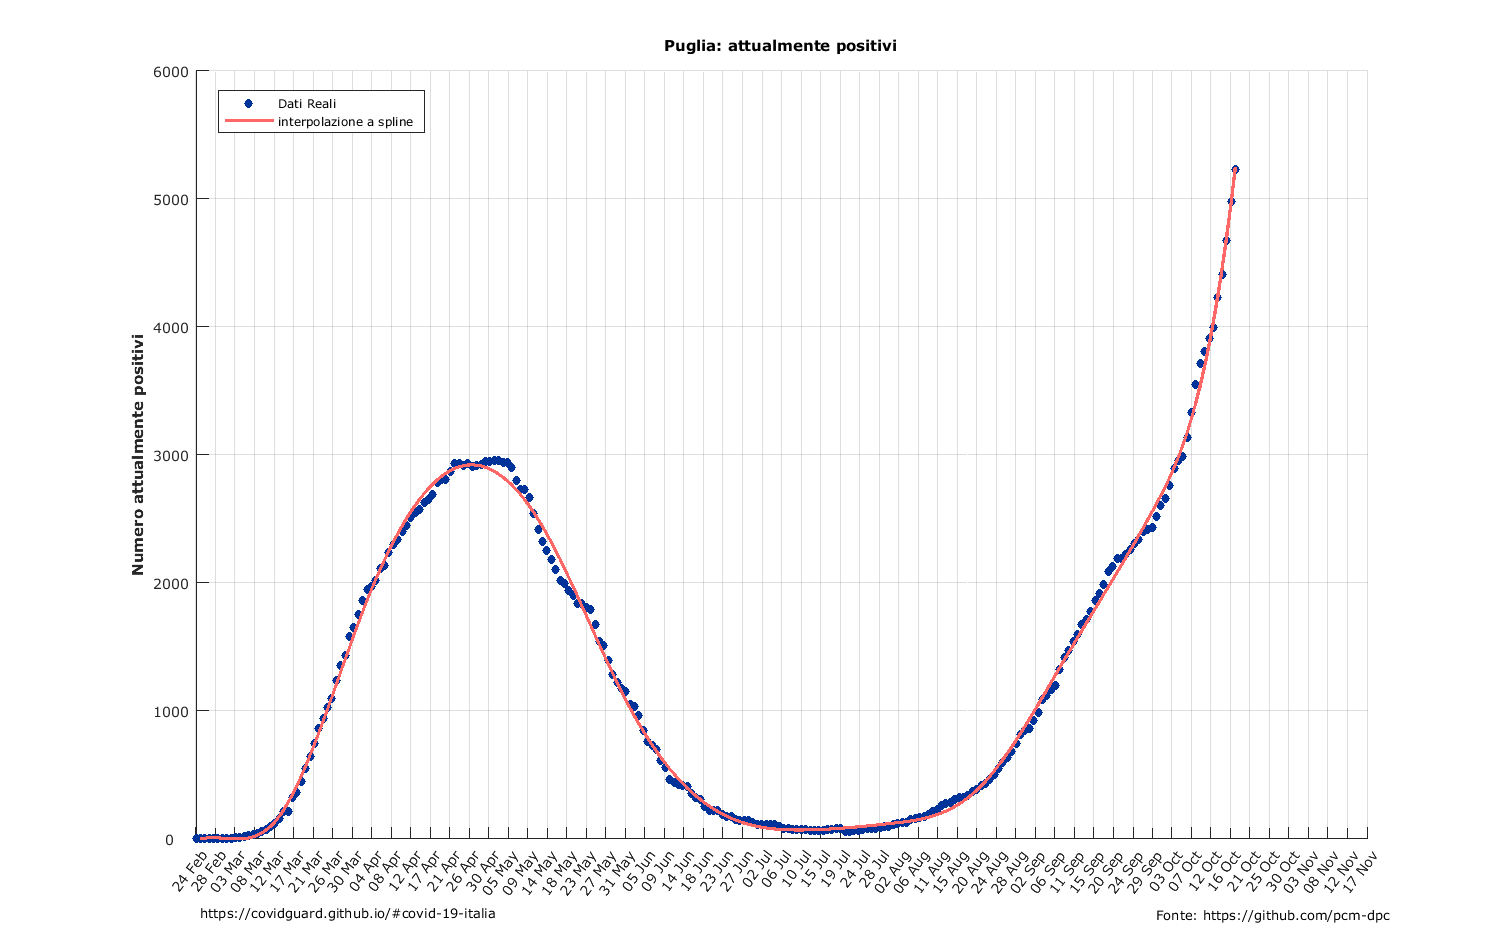 Puglia: attualmente positivi
6000
5000
4000
3000
2000
1000
0
Numero attualmente positivi
Dati Reali
interpolazione a spline
24 Feb
28 Feb
03 Mar
08 Mar
12 Mar
17 Mar
21 Mar
26 Mar
30 Mar
04 Apr
08 Apr
12 Apr
17 Apr
21 Apr
26 Apr
30 Apr
05 May
09 May
14 May
18 May
23 May
27 May
31 May
05 Jun
09 Jun
14 Jun
18 Jun
23 Jun
27 Jun
02 Jul
06 Jul
10 Jul
15 Jul
19 Jul
24 Jul
28 Jul
02 Aug
06 Aug
11 Aug
15 Aug
20 Aug
24 Aug
28 Aug
02 Sep
06 Sep
11 Sep
15 Sep
20 Sep
24 Sep
29 Sep
03 Oct
07 Oct
12 Oct
16 Oct
21 Oct
25 Oct
30 Oct
03 Nov
08 Nov
12 Nov
17 Nov
https://covidguard.github.io/#covid-19-italia
Fonte: https://github.com/pcm-dpc